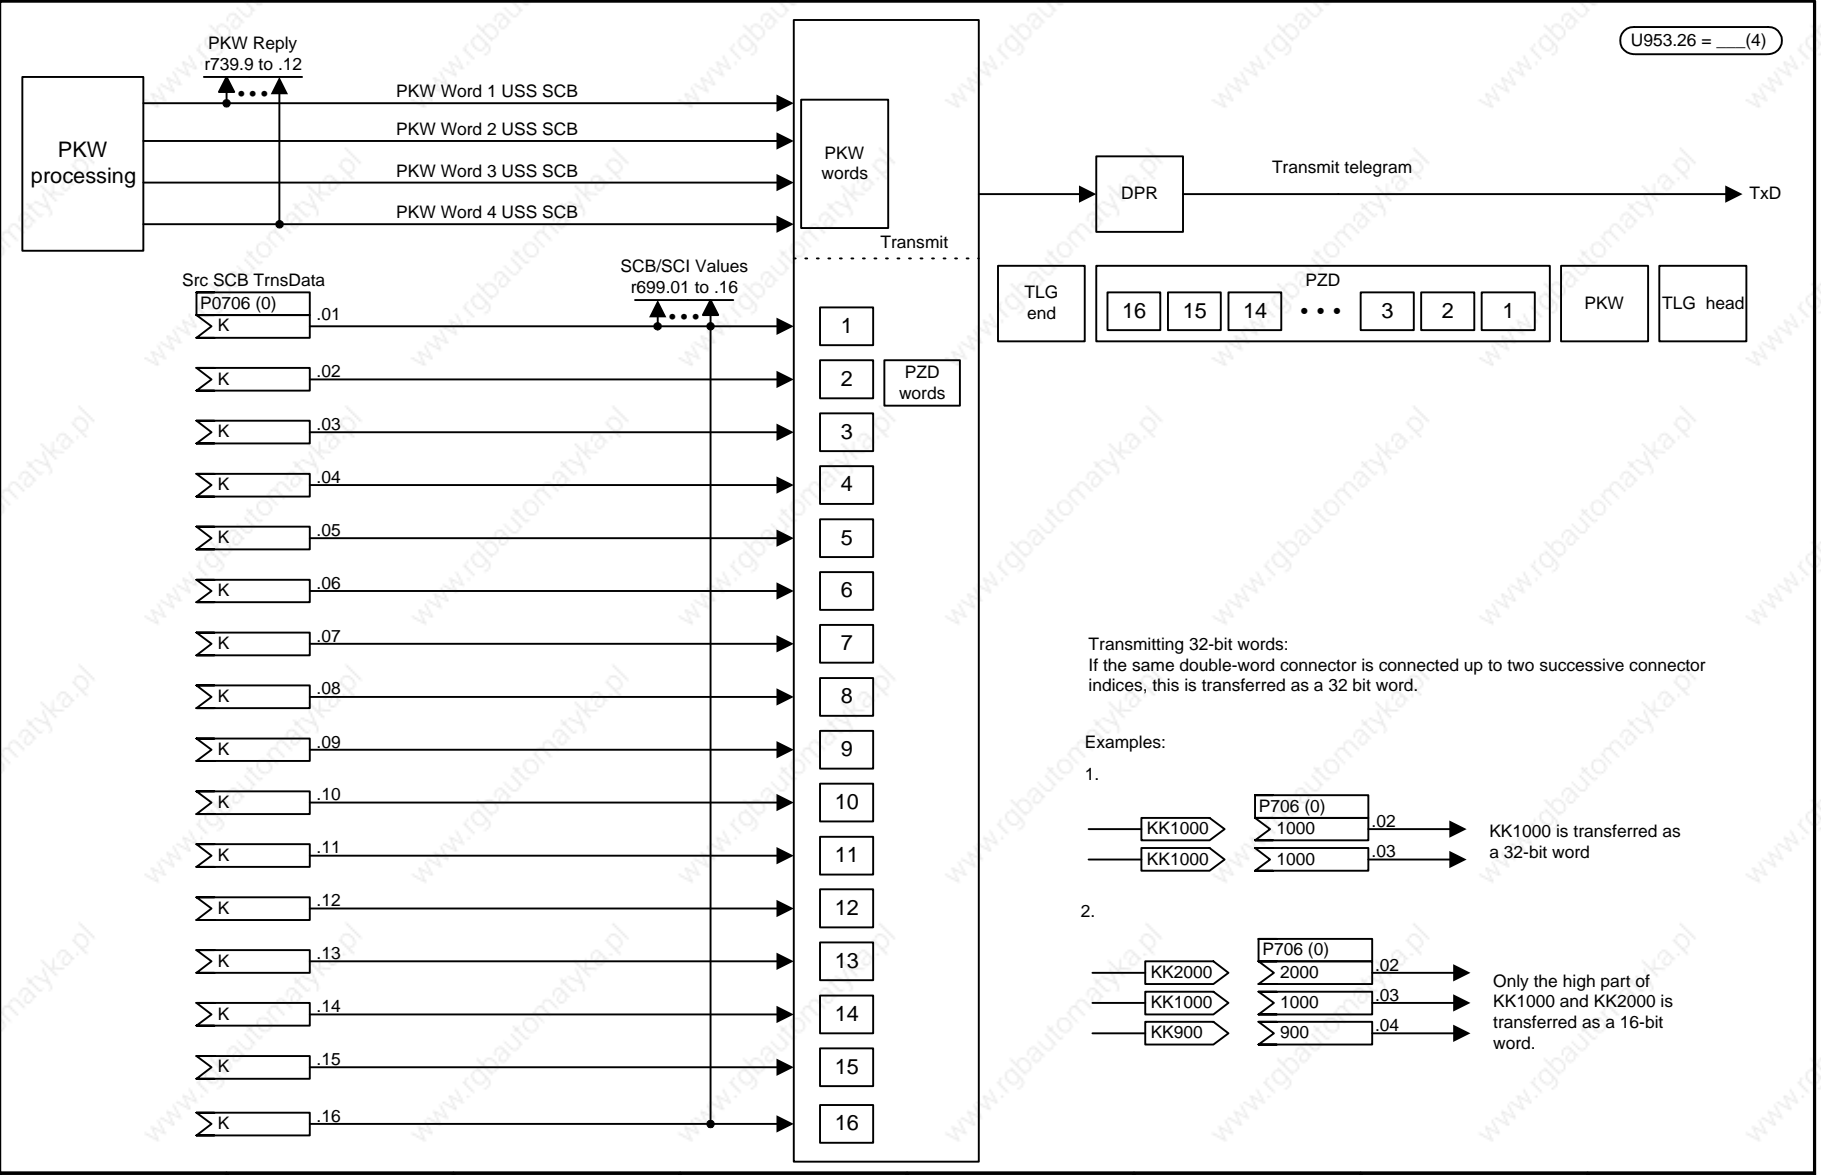 PKW Reply
r739.9 to .12
U953.26 = ___(4)
PKW processing
PKW Word 1 USS SCB
PKW Word 2 USS SCB
PKW Word 3 USS SCB
PKW Word 4 USS SCB
PKW
words
Transmit
DPR
Transmit telegram
TxD
TLG
end
PZD
16 15 14 • • • 3 2 1
PKW
TLG head
Src SCB TrnsData
P0706 (0)
SCB/SCI Values
r699.01 to .16
K .01 1
K .02 2
PZD
words
K .03 3
K .04 4
K .05 5
K .06 6
K .07 7
K .08 8
K .09 9
K .10 10
K .11 11
K .12 12
K .13 13
K .14 14
K .15 15
K .16 16
Transmitting 32-bit words:
If the same double-word connector is connected up to two successive connector
indices, this is transferred as a 32 bit word.
Examples:
1.
P706 (0)
KK1000 1000 .02
KK1000 1000 .03
KK1000 is transferred as
a 32-bit word
2.
P706 (0)
KK2000 2000 .02
KK1000 1000 .03
KK900 900 .04
Only the high part of
KK1000 and KK2000 is
transferred as a 16-bit
word.
www.rgbautomatyka.pl